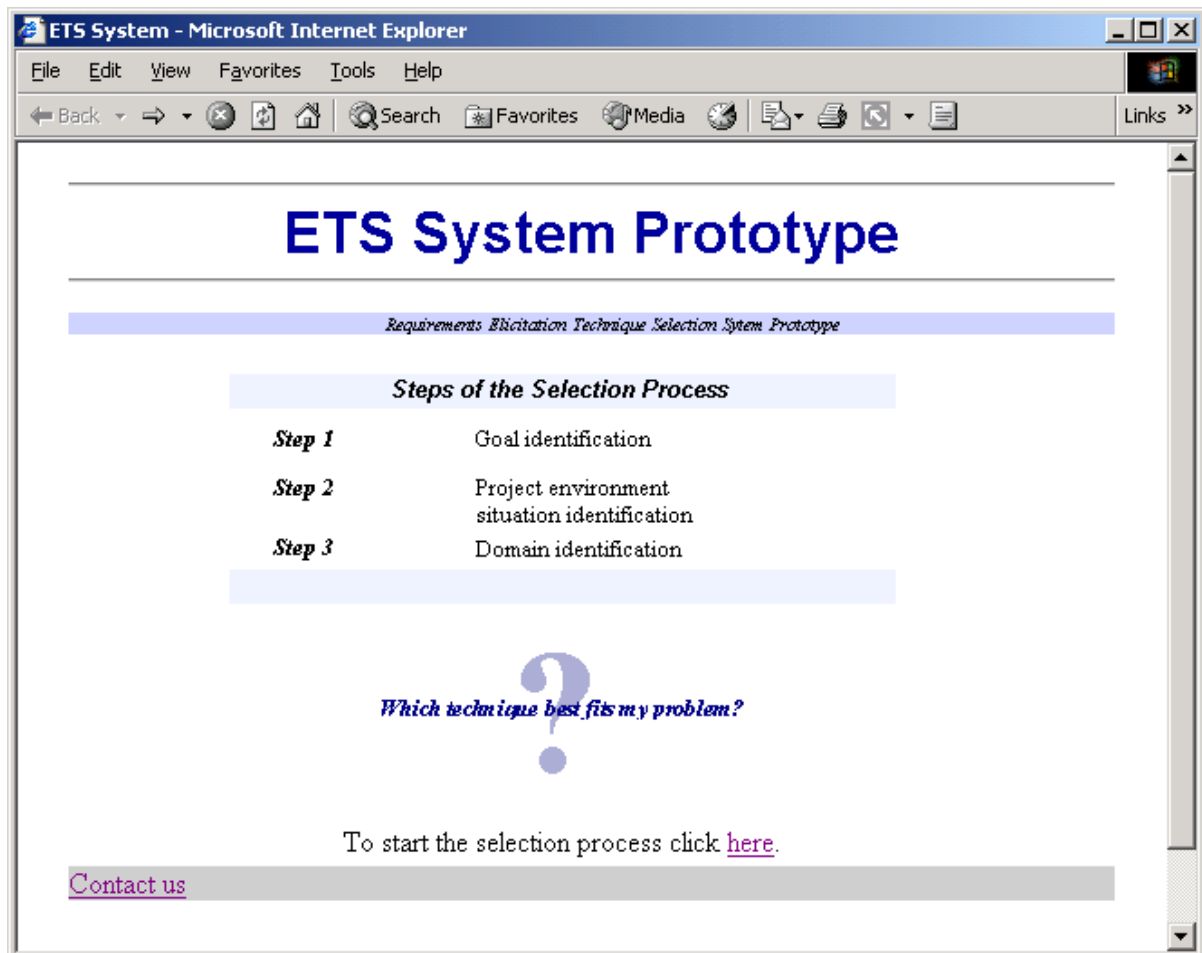 ETS System - Microsoft Internet Explorer
File Edit View Favorites Tools Help
Back Search Favorites Media Links »
ETS System Prototype
Requirements Elicitation Technique Selection Sytem Prototype
Steps of the Selection Process
Step 1 Goal identification
Step 2 Project environment
situation identification
Step 3 Domain identification
?
Which technique best fits my problem?
To start the selection process click here.
Contact us